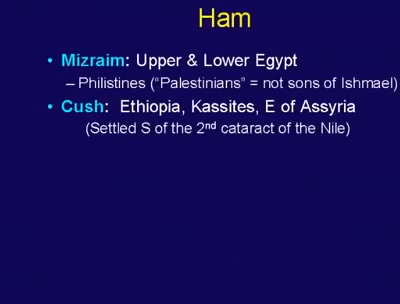 Ham
• Mizraim: Upper & Lower Egypt
– Philistines ("Palestinians" = not sons of Ishmael)
• Cush: Ethiopia, Kassites, E of Assyria
(Settled S of the 2nd cataract of the Nile)